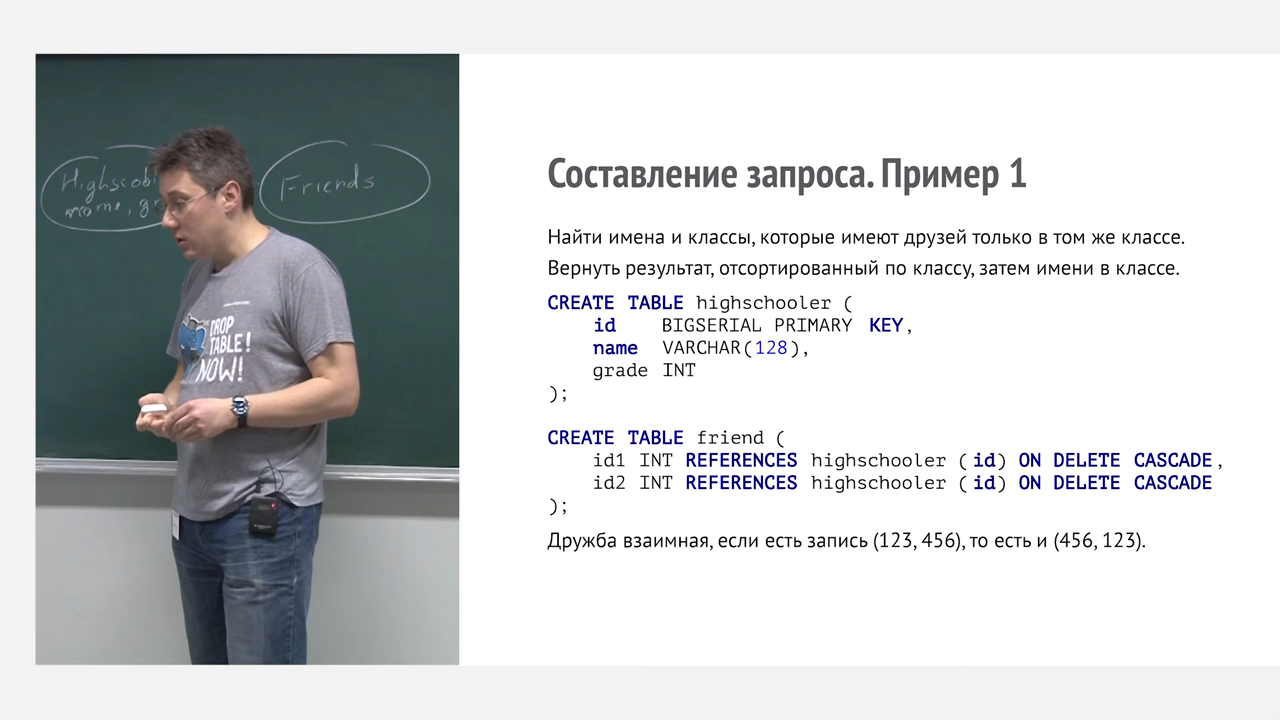 Friends
DROP
TABLE!
NOW!
Составление запроса. Пример 1
Найти имена и классы, которые имеют друзей только в том же классе.
Вернуть результат, отсортированный по классу, затем имени в классе.
CREATE TABLE highschooler (
id BIGSERIAL PRIMARY KEY,
name VARCHAR(128),
grade INT
);
CREATE TABLE friend (
id1 INT REFERENCES highschooler (id) ON DELETE CASCADE,
id2 INT REFERENCES highschooler (id) ON DELETE CASCADE
);
Дружба взаимная, если есть запись (123, 456), то есть и (456, 123).